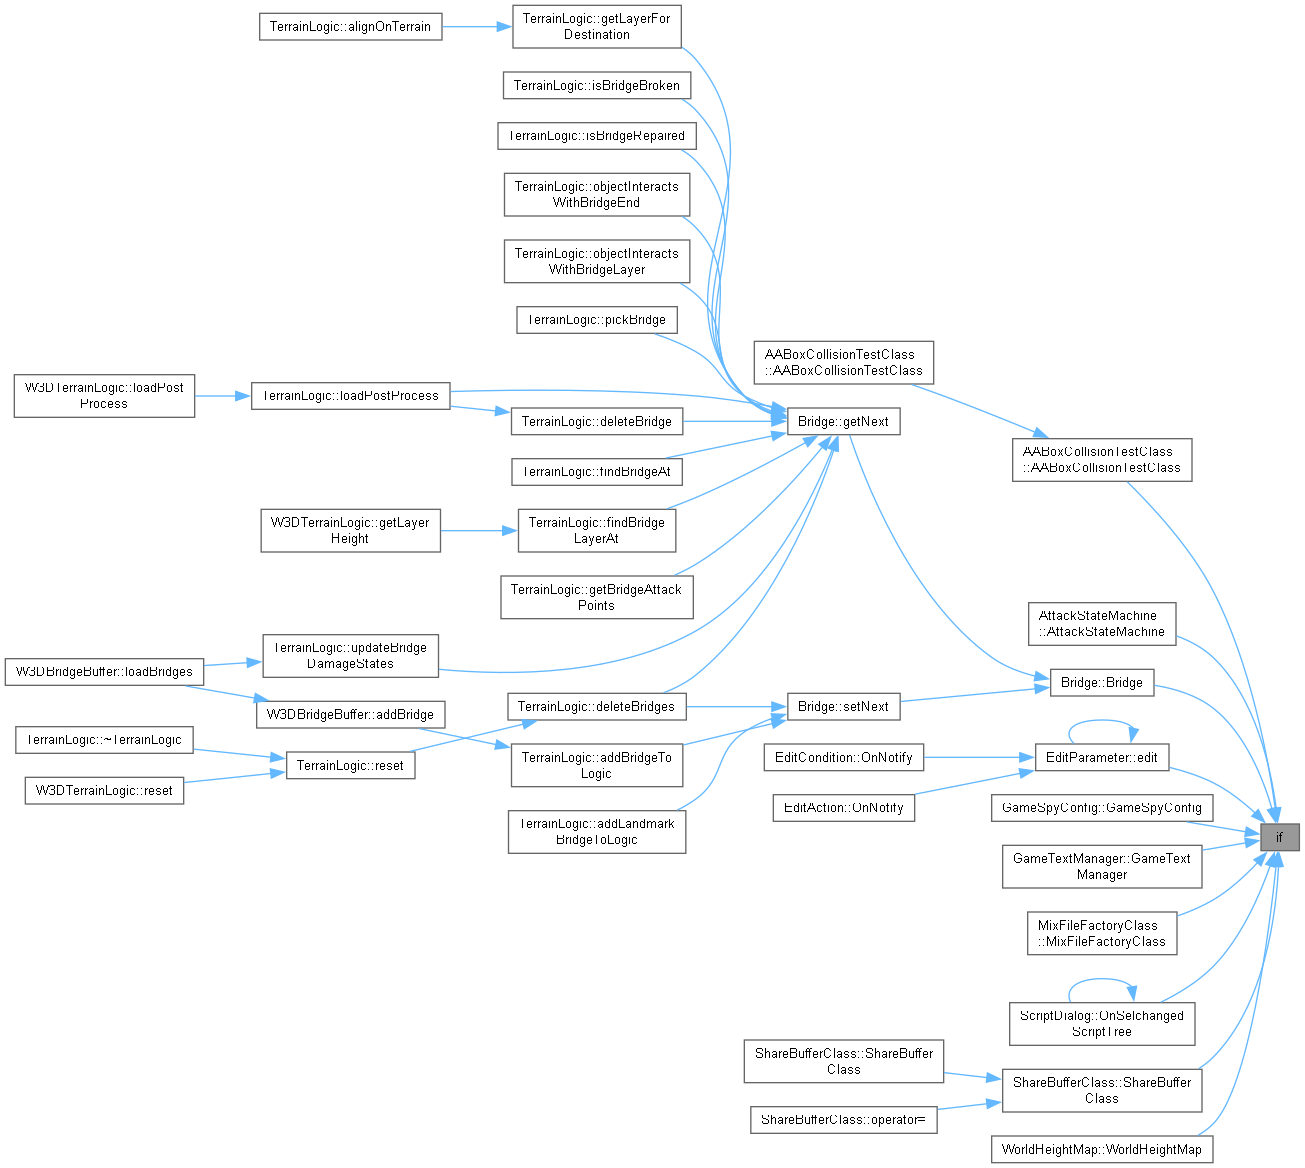 TerrainLogic::alignOnTerrain
TerrainLogic::getLayerFor
Destination
TerrainLogic::isBridgeBroken
TerrainLogic::isBridgeRepaired
TerrainLogic::objectInteracts
WithBridgeEnd
TerrainLogic::objectInteracts
WithBridgeLayer
TerrainLogic::pickBridge
AABoxCollisionTestClass
::AABoxCollisionTestClass
W3DTerrainLogic::loadPost
Process
TerrainLogic::loadPostProcess
TerrainLogic::deleteBridge
Bridge::getNext
AABoxCollisionTestClass
::AABoxCollisionTestClass
TerrainLogic::findBridgeAt
W3DTerrainLogic::getLayer
Height
TerrainLogic::findBridge
LayerAt
TerrainLogic::getBridgeAttack
Points
AttackStateMachine
::AttackStateMachine
TerrainLogic::updateBridge
DamageStates
W3DBridgeBuffer::loadBridges
Bridge::Bridge
W3DBridgeBuffer::addBridge
TerrainLogic::deleteBridges
Bridge::setNext
TerrainLogic::~TerrainLogic
TerrainLogic::reset
W3DTerrainLogic::reset
TerrainLogic::addBridgeTo
Logic
EditCondition::OnNotify
EditParameter::edit
EditAction::OnNotify
GameSpyConfig::GameSpyConfig
TerrainLogic::addLandmark
BridgeToLogic
if
GameTextManager::GameText
Manager
MixFileFactoryClass
::MixFileFactoryClass
ScriptDialog::OnSelchanged
ScriptTree
ShareBufferClass::ShareBuffer
Class
ShareBufferClass::ShareBuffer
Class
ShareBufferClass::operator=
WorldHeightMap::WorldHeightMap